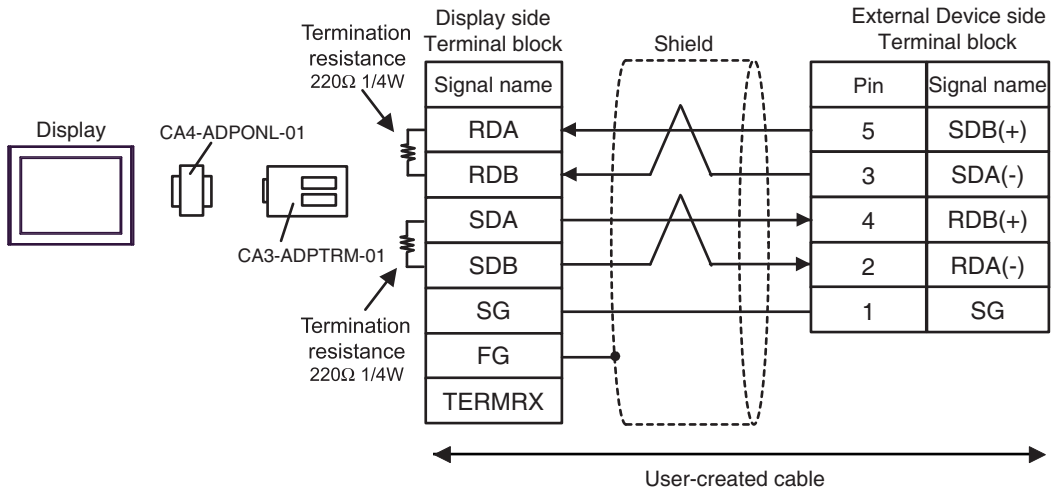 Display
CA4-ADPONL-01
CA3-ADPTRM-01
Termination
resistance
220Ω 1/4W
Termination
resistance
220Ω 1/4W
Display side
Terminal block
Signal name
RDA
RDB
SDA
SDB
SG
FG
TERMRX
Shield
External Device side
Terminal block
Pin Signal name
5 SDB(+)
3 SDA(-)
4 RDB(+)
2 RDA(-)
1 SG
User-created cable